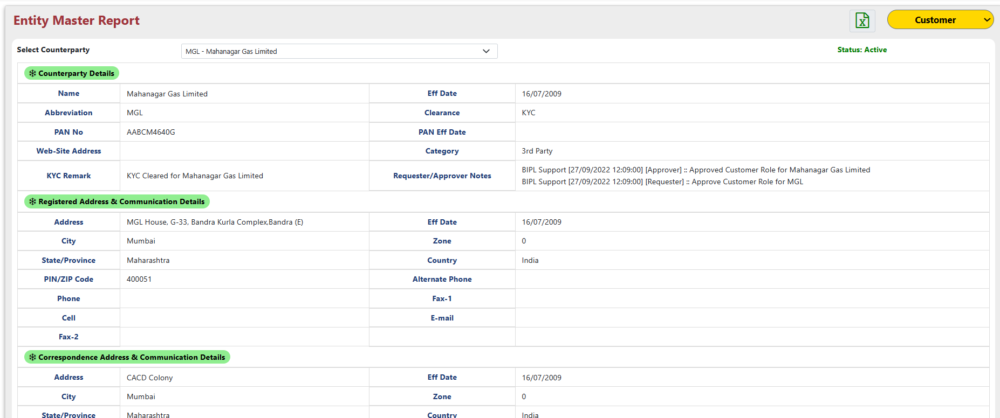 Entity Master Report
Customer
Select Counterparty
MGL - Mahanagar Gas Limited
Status: Active
Counterparty Details
Name
Mahanagar Gas Limited
Eff Date
16/07/2009
Abbreviation
MGL
Clearance
KYC
PAN No
AABCM4640G
PAN Eff Date
Web-Site Address
Category
3rd Party
KYC Remark
KYC Cleared for Mahanagar Gas Limited
Requester/Approver Notes
BIPL Support [27/09/2022 12:09:00] [Approver] :: Approved Customer Role for Mahanagar Gas Limited
BIPL Support [27/09/2022 12:09:00] [Requester] :: Approve Customer Role for MGL
Registered Address & Communication Details
Address
MGL House, G-33, Bandra Kurla Complex,Bandra (E)
Eff Date
16/07/2009
City
Mumbai
Zone
0
State/Province
Maharashtra
Country
India
PIN/ZIP Code
400051
Alternate Phone
Phone
Fax-1
Cell
E-mail
Fax-2
Correspondence Address & Communication Details
Address
CACD Colony
Eff Date
16/07/2009
City
Mumbai
Zone
0
State/Province
Maharashtra
Country
India